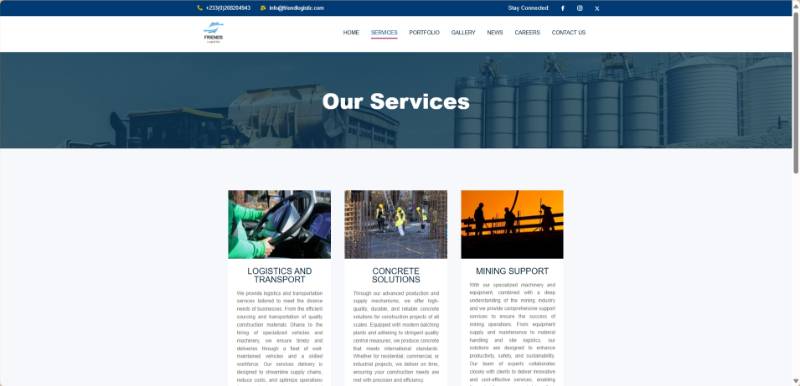 +233(0)208204943 info@friendlogistic.com Stay Connected:
FRIENDS
HOME SERVICES PORTFOLIO GALLERY NEWS CAREERS CONTACT US
Our Services
LOGISTICS AND
TRANSPORT
We provide logistics and transportation
services tailored to meet the diverse
needs of businesses. From the efficient
sourcing and transportation of quality
construction materials Ghana to the
hiring of specialized vehicles and
machinery, we ensure timely and
deliveries through a fleet of well-
maintained vehicles and a skilled
workforce. Our services delivery is
designed to streamline supply chains,
reduce costs, and optimize operations
CONCRETE
SOLUTIONS
Through our advanced production and
supply mechanisms, we offer high-
quality, durable, and reliable concrete
solutions for construction projects of all
scales. Equipped with modern batching
plants and adhering to stringent quality
control measures, we produce concrete
that meets international standards.
Whether for residential, commercial, or
industrial projects, we deliver on time,
ensuring your construction needs are
met with precision and efficiency.
MINING SUPPORT
With our specialized machinery and
equipment, combined with a deep
understanding of the mining industry
and we provide comprehensive support
services to ensure the success of
mining operations. From equipment
supply and maintenance to material
handling and site logistics, our
solutions are designed to enhance
productivity, safety, and sustainability.
Our team of experts collaborates
closely with clients to deliver innovative
and cost-effective services, enabling